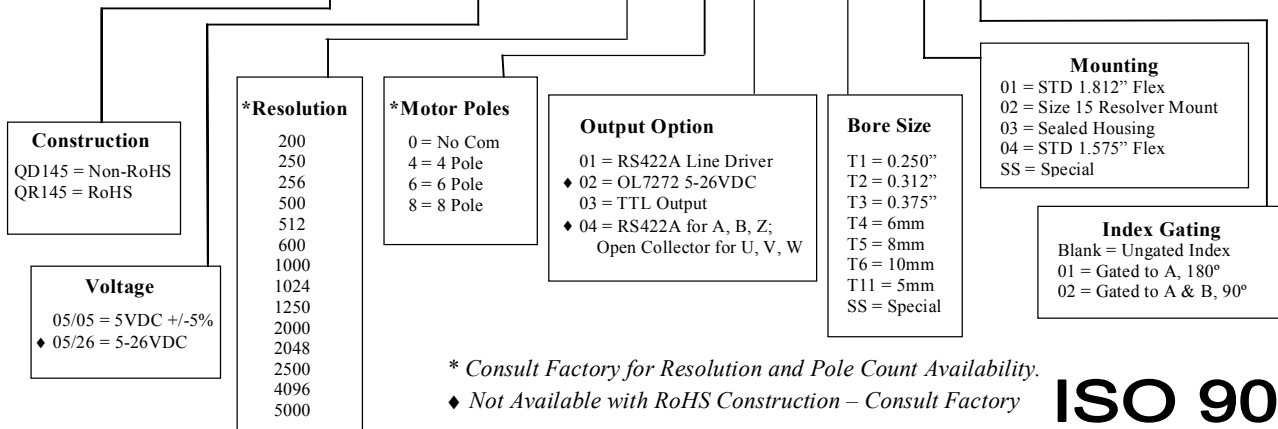 Construction
QD145 = Non-RoHS
QR145 = RoHS
Voltage
05/05 = 5VDC +/-5%
♦ 05/26 = 5-26VDC
*Resolution
200
250
256
500
512
600
1000
1024
1250
2000
2048
2500
4096
5000
*Motor Poles
0 = No Com
4 = 4 Pole
6 = 6 Pole
8 = 8 Pole
Output Option
01 = RS422A Line Driver
♦ 02 = OL7272 5-26VDC
03 = TTL Output
♦ 04 = RS422A for A, B, Z;
Open Collector for U, V, W
Bore Size
T1 = 0.250”
T2 = 0.312”
T3 = 0.375”
T4 = 6mm
T5 = 8mm
T6 = 10mm
T11 = 5mm
SS = Special
Mounting
01 = STD 1.812” Flex
02 = Size 15 Resolver Mount
03 = Sealed Housing
04 = STD 1.575” Flex
SS = Special
Index Gating
Blank = Ungated Index
01 = Gated to A, 180º
02 = Gated to A & B, 90º
* Consult Factory for Resolution and Pole Count Availability.
♦ Not Available with RoHS Construction – Consult Factory
ISO 90